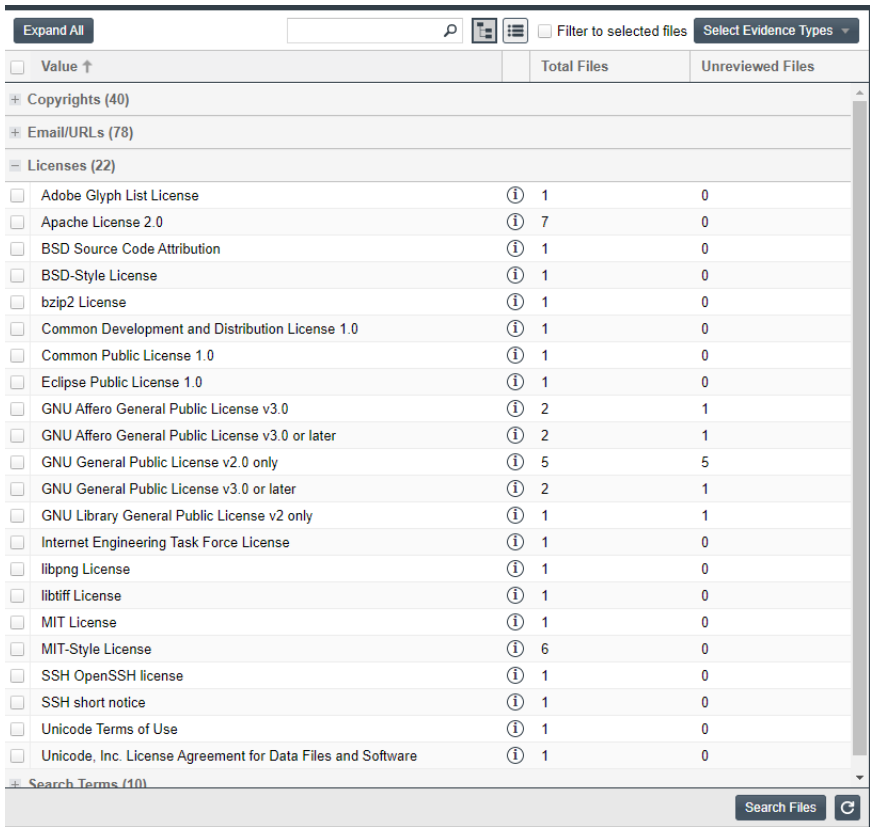 Expand All Filter to selected files Select Evidence Types
Value Total Files Unreviewed Files
Copyrights (40)
Email/URLs (78)
Licenses (22)
Adobe Glyph List License 1 0
Apache License 2.0 7 0
BSD Source Code Attribution 1 0
BSD-Style License 1 0
bzip2 License 1 0
Common Development and Distribution License 1.0 1 0
Common Public License 1.0 1 0
Eclipse Public License 1.0 1 0
GNU Affero General Public License v3.0 2 1
GNU Affero General Public License v3.0 or later 2 1
GNU General Public License v2.0 only 5 5
GNU General Public License v3.0 or later 2 1
GNU Library General Public License v2 only 1 1
Internet Engineering Task Force License 1 0
libpng License 1 0
libtiff License 1 0
MIT License 1 0
MIT-Style License 6 0
SSH OpenSSH license 1 0
SSH short notice 1 0
Unicode Terms of Use 1 0
Unicode, Inc. License Agreement for Data Files and Software 1 0
Search Terms (10)
Search Files